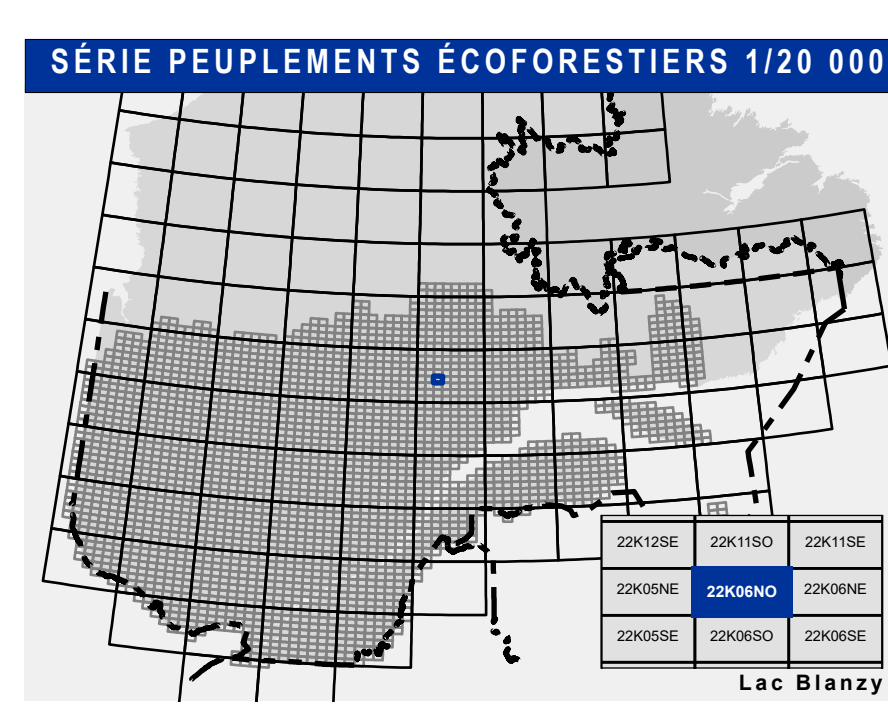 SÉRIE PEUPLEMENTS ÉCOFORESTIERS 1/20 000
22K12SE 22K11SO 22K11SE
22K05NE 22K06NO 22K06NE
22K05SE 22K06SO 22K06SE
Lac Blanzy